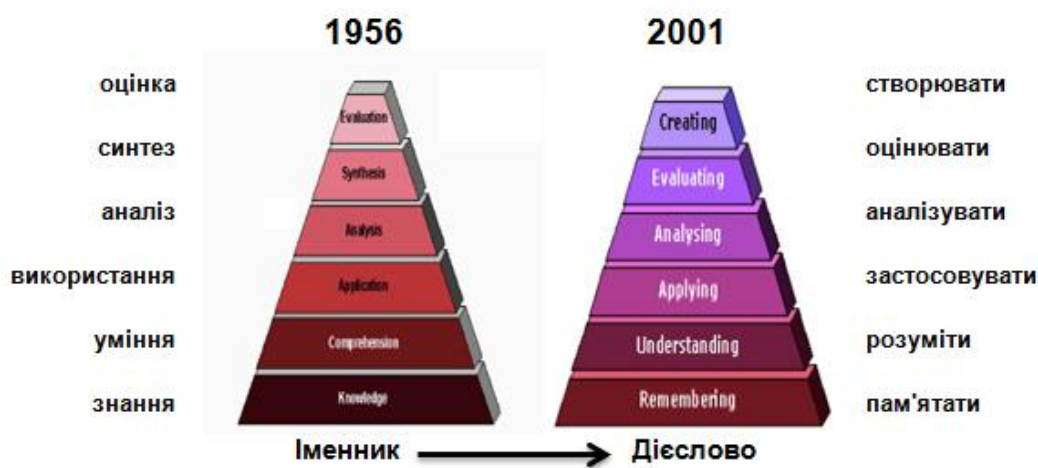 1956 2001
оцінка Evaluation Creating створювати
синтез Synthesis Evaluating оцінювати
аналіз Analysis Analysing аналізувати
використання Application Applying застосовувати
уміння Comprehension Understanding розуміти
знання Knowledge Remembering пам'ятати
Іменник Дієслово